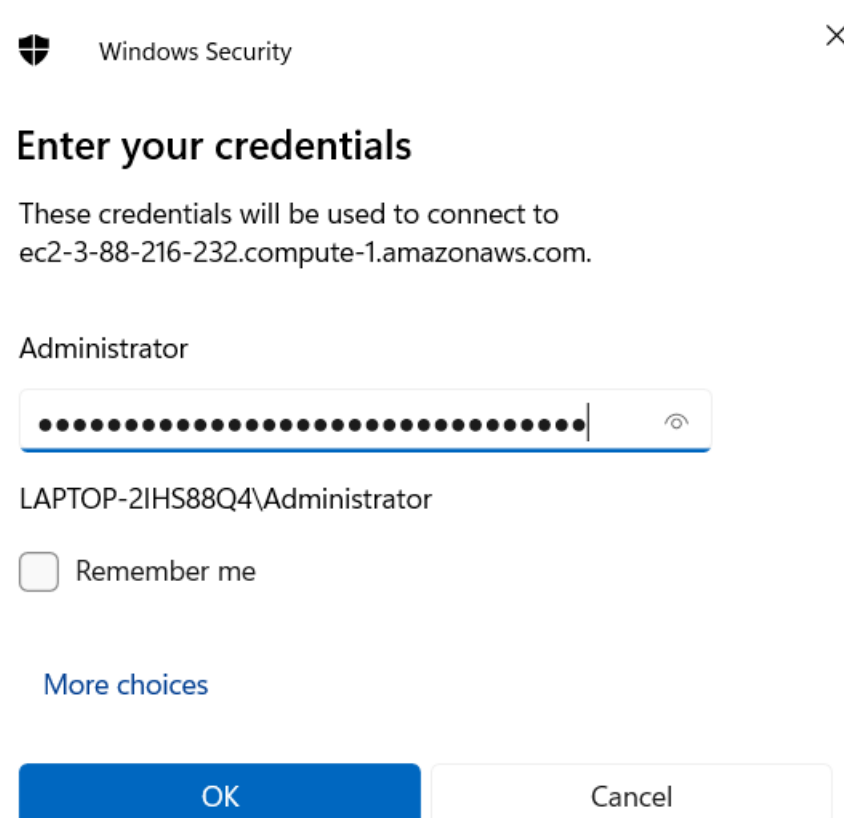 Windows Security
Enter your credentials
These credentials will be used to connect to
ec2-3-88-216-232.compute-1.amazonaws.com.
Administrator
●●●●●●●●●●●●●●●●●●●●●●●●●●●●●●●●
LAPTOP-2IHS88Q4\Administrator
Remember me
More choices
OK
Cancel